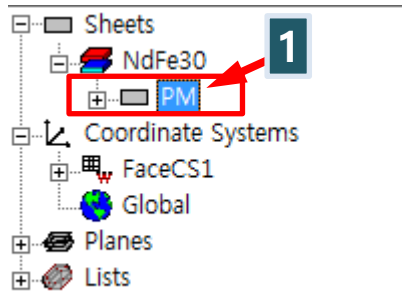 Sheets
NdFe30
1
PM
Coordinate Systems
FaceCS1
Global
Planes
Lists